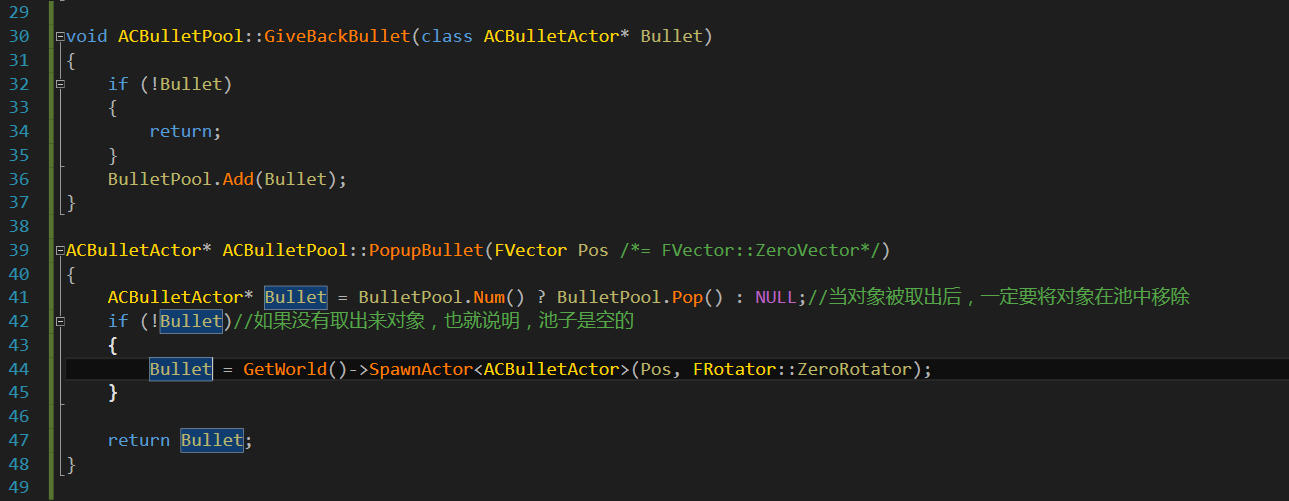 29
30 void ACBulletPool::GiveBackBullet(class ACBulletActor* Bullet)
31 {
32     if (!Bullet)
33     {
34         return;
35     }
36     BulletPool.Add(Bullet);
37 }
38
39 ACBulletActor* ACBulletPool::PopupBullet(FVector Pos /*= FVector::ZeroVector*/)
40 {
41     ACBulletActor* Bullet = BulletPool.Num() ? BulletPool.Pop() : NULL;//当对象被取出后，一定要将对象在池中移除
42     if (!Bullet)//如果没有取出来对象，也就说明，池子是空的
43     {
44         Bullet = GetWorld()->SpawnActor<ACBulletActor>(Pos, FRotator::ZeroRotator);
45     }
46
47     return Bullet;
48 }
49